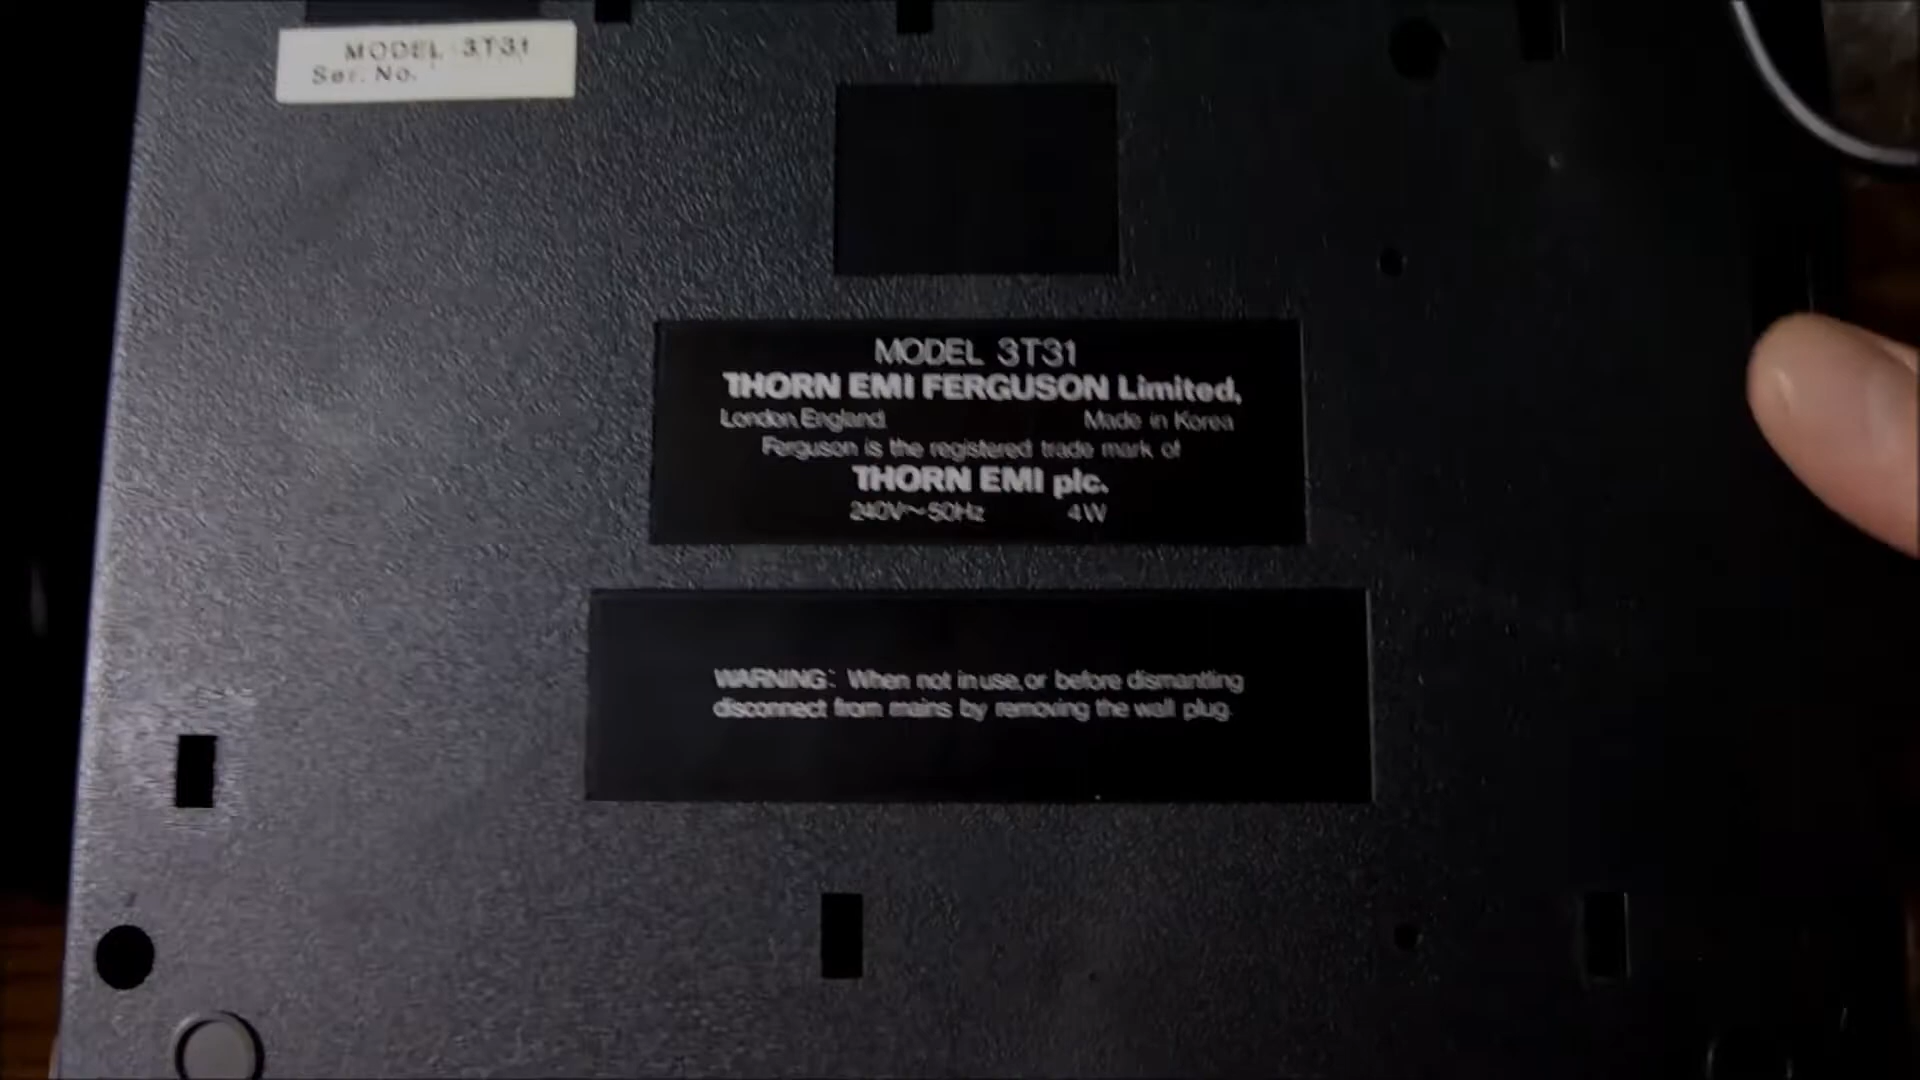 MODEL 3T31
Ser. No.
MODEL 3T31
THORN EMI FERGUSON Limited,
London, England. Made in Korea
Ferguson is the registered trade mark of
THORN EMI plc.
240V~50Hz 4W
WARNING: When not in use, or before dismantling
disconnect from mains by removing the wall plug.